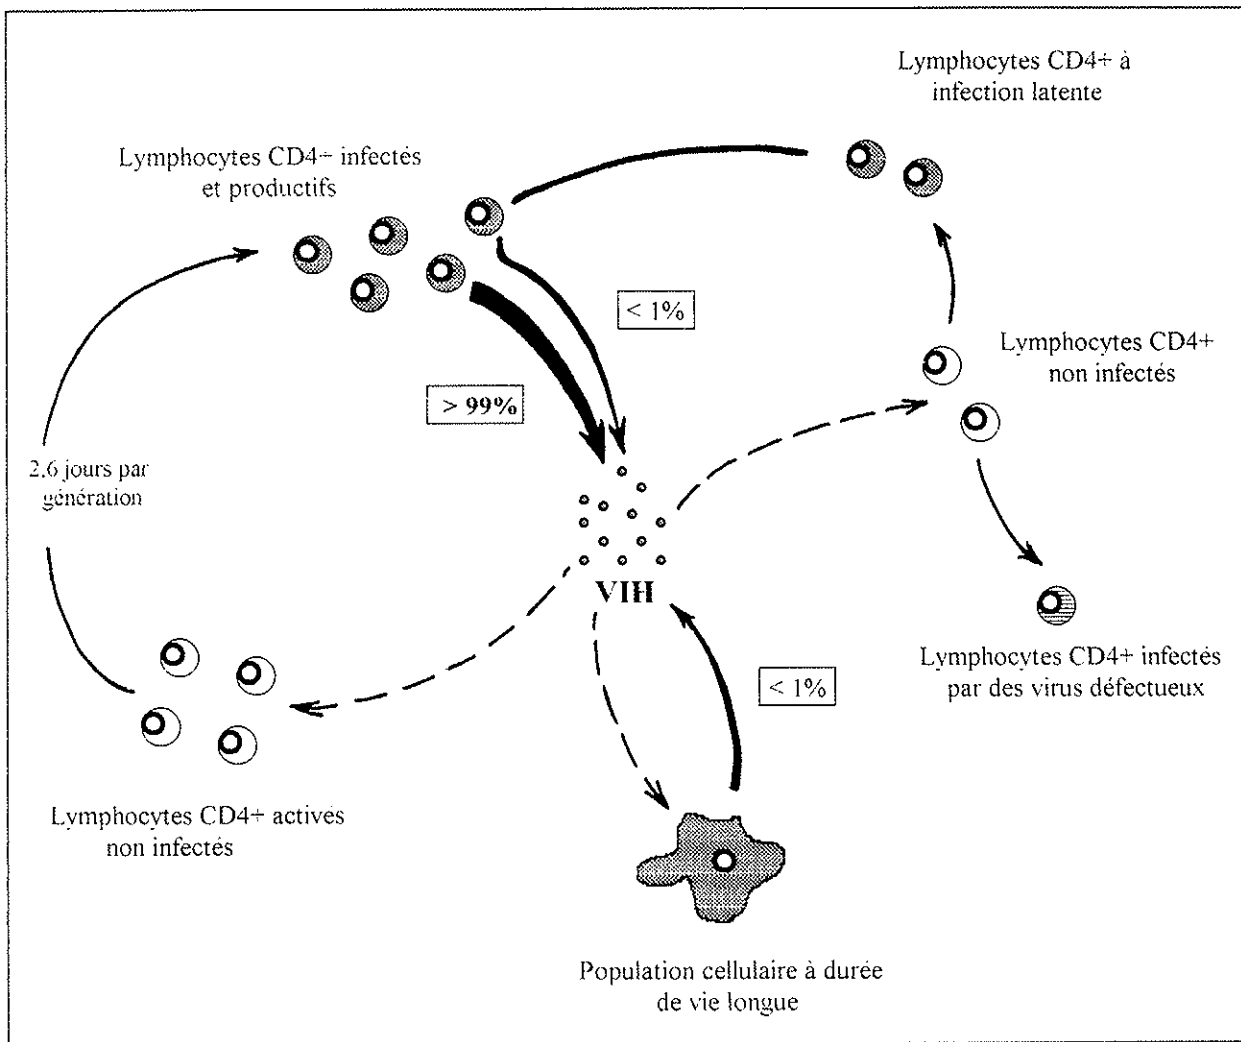 Lymphocytes CD4+ à
infection latente
Lymphocytes CD4+ infectés
et productifs
< 1%
Lymphocytes CD4+
non infectés
> 99%
2,6 jours par
génération
VIH
Lymphocytes CD4+ infectés
par des virus défectueux
< 1%
Lymphocytes CD4+ activés
non infectés
Population cellulaire à durée
de vie longue